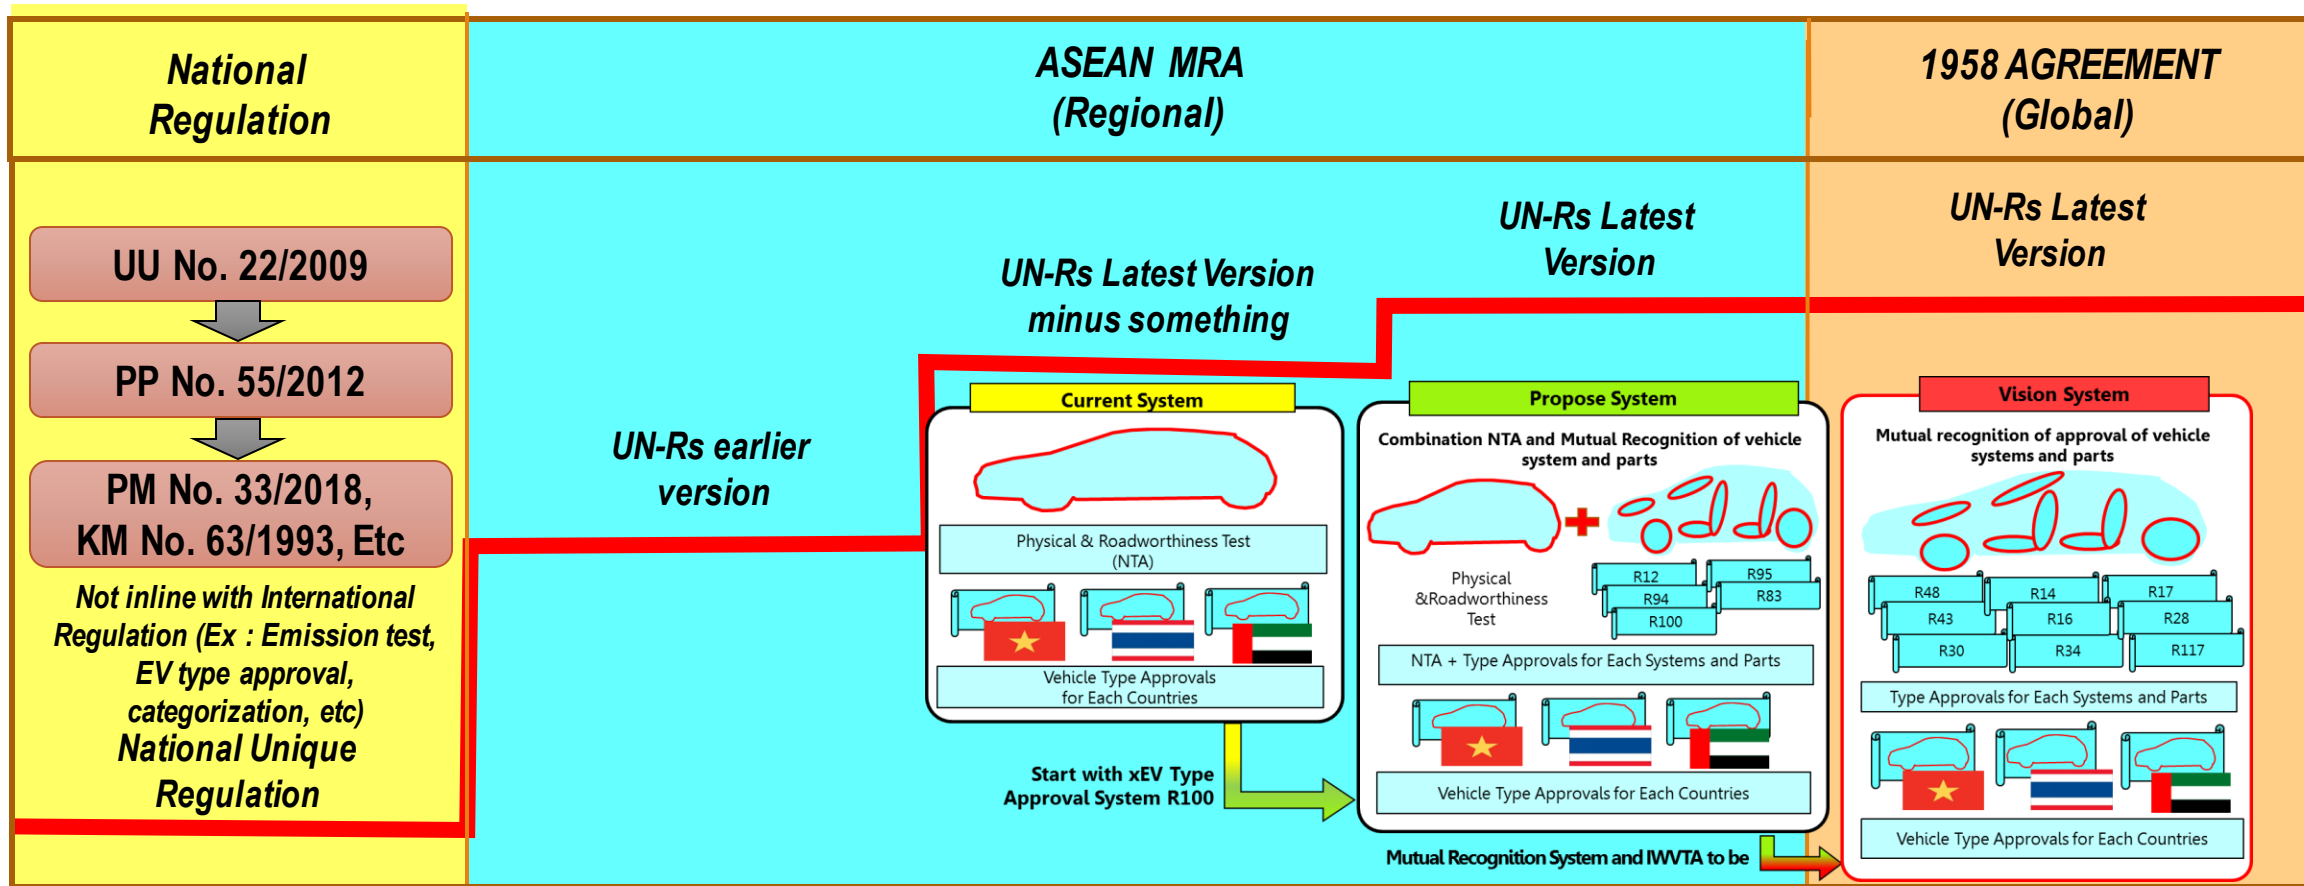 National
Regulation
ASEAN MRA
(Regional)
1958 AGREEMENT
(Global)
UU No. 22/2009
PP No. 55/2012
PM No. 33/2018,
KM No. 63/1993, Etc
Not inline with International
Regulation (Ex : Emission test,
EV type approval,
categorization, etc)
National Unique
Regulation
UN-Rs earlier
version
UN-Rs Latest Version
minus something
UN-Rs Latest
Version
UN-Rs Latest
Version
Current System
Physical & Roadworthiness Test
(NTA)
Vehicle Type Approvals
for Each Countries
Start with xEV Type
Approval System R100
Propose System
Combination NTA and Mutual Recognition of vehicle
system and parts
Physical
&Roadworthiness
Test
R12
R95
R94
R83
R100
NTA + Type Approvals for Each Systems and Parts
Vehicle Type Approvals for Each Countries
Mutual Recognition System and IWVTA to be
Vision System
Mutual recognition of approval of vehicle
systems and parts
R48
R14
R17
R43
R16
R28
R30
R34
R117
Type Approvals for Each Systems and Parts
Vehicle Type Approvals for Each Countries